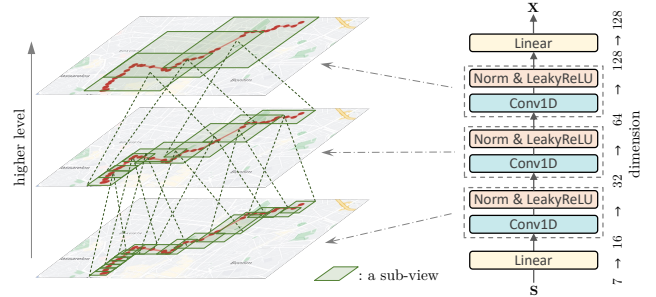 higher level
: a sub-view
X
Linear
Norm & LeakyReLU
Conv1D
Norm & LeakyReLU
Conv1D
Norm & LeakyReLU
Conv1D
Linear
S
7 → 16 → 32 → 64 → 128 → 128
dimension